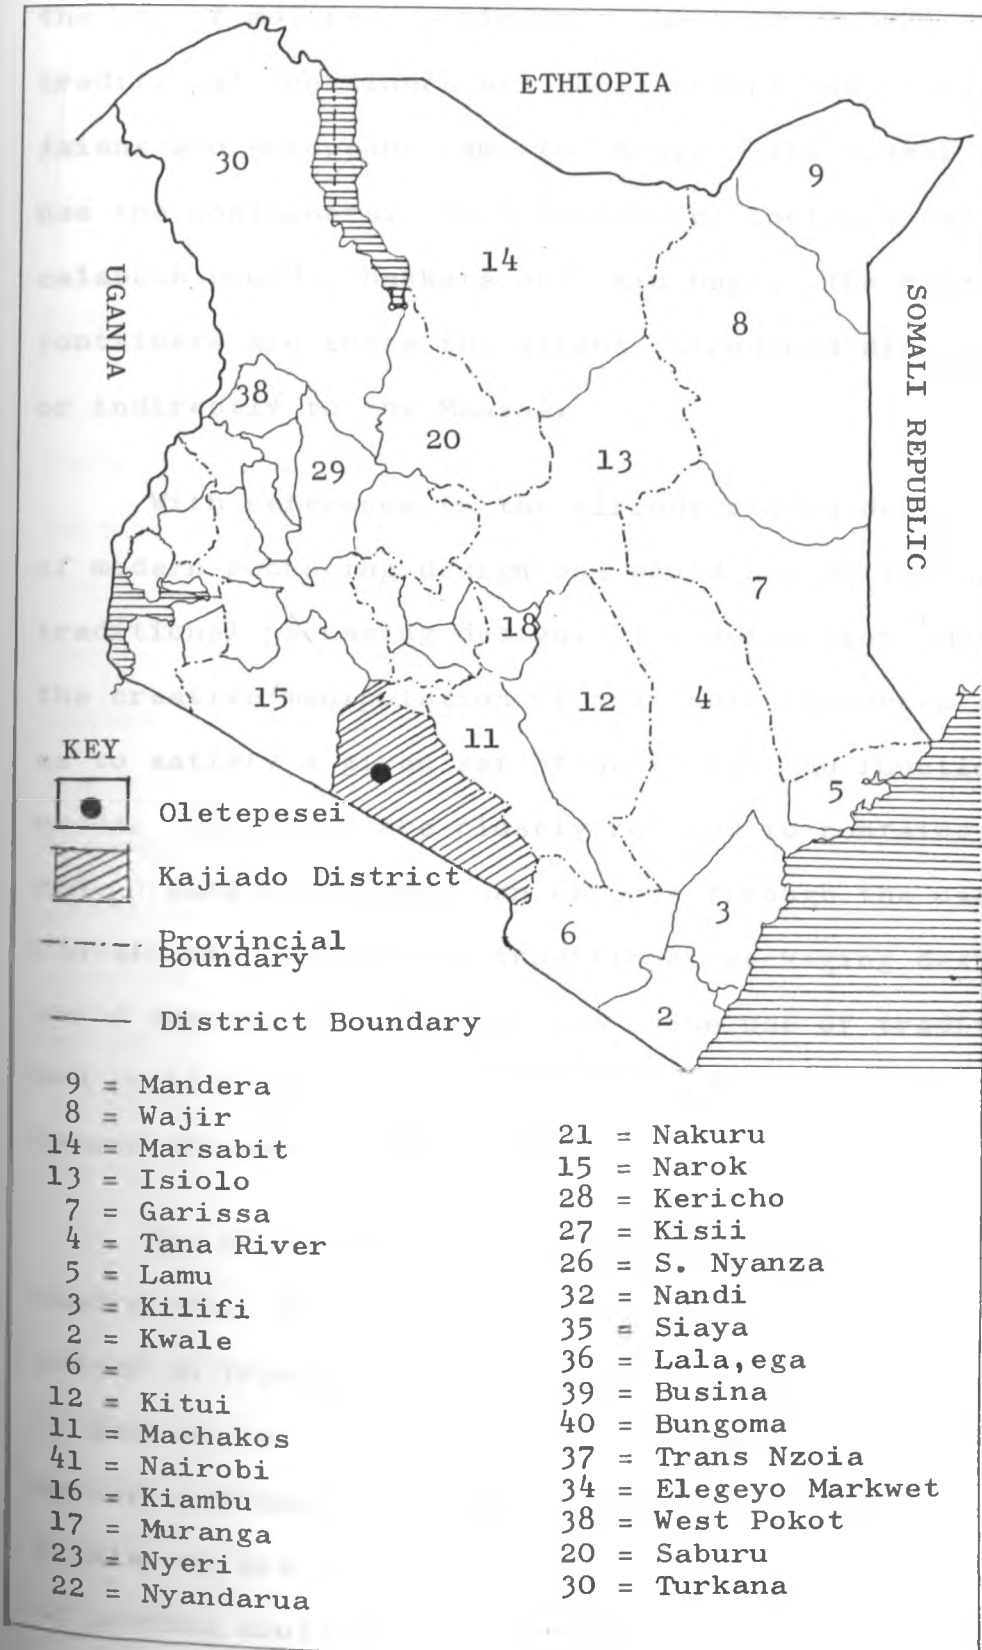 ETHIOPIA
30
9
14
8
UGANDA
SOMALI REPUBLIC
38
20
29
13
7
18
15
12
4
11
5
3
6
2
KEY
Oletepesei
Kajiado District
Provincial
Boundary
District Boundary
9 = Mandera
8 = Wajir
14 = Marsabit
13 = Isiolo
7 = Garissa
4 = Tana River
5 = Lamu
3 = Kilifi
2 = Kwale
6 =
12 = Kitui
11 = Machakos
41 = Nairobi
16 = Kiambu
17 = Muranga
23 = Nyeri
22 = Nyandarua
21 = Nakuru
15 = Narok
28 = Kericho
27 = Kisii
26 = S. Nyanza
32 = Nandi
35 = Siaya
36 = Lala,ega
39 = Busina
40 = Bungoma
37 = Trans Nzoia
34 = Elegeyo Markwet
38 = West Pokot
20 = Saburu
30 = Turkana